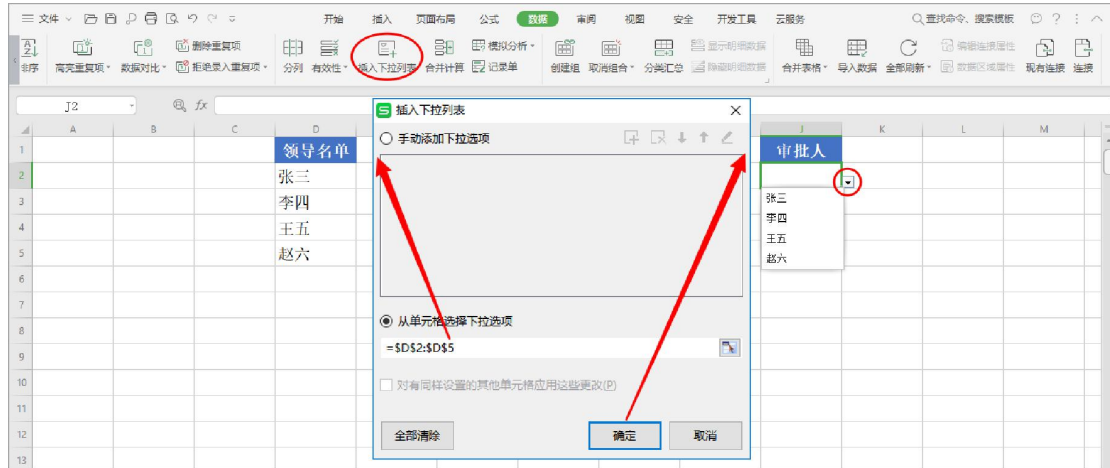 三 文件 开始 插入 页面布局 公式 数据 审阅 视图 安全 开发工具 云服务 查找命令、搜索模板
排序 高亮重复项 数据对比 删除重复项 拒绝录入重复项 分列 有效性 插入下拉列表 合并计算 模拟分析 记录单 创建组 取消组合 分类汇总 显示明细数据 隐藏明细数据 合并表格 导入数据 全部刷新 编辑连接属性 数据区域属性 现有连接 连接
J2 fx
A B C D J K L M
插入下拉列表
手动添加下拉选项
从单元格选择下拉选项
=$D$2:$D$5
对有同样设置的其他单元格应用这些更改(P)
全部清除 确定 取消
1 领导名单 审批人
2 张三
3 李四
4 王五
5 赵六
6
7
8
9
10
11
12
13
张三
李四
王五
赵六